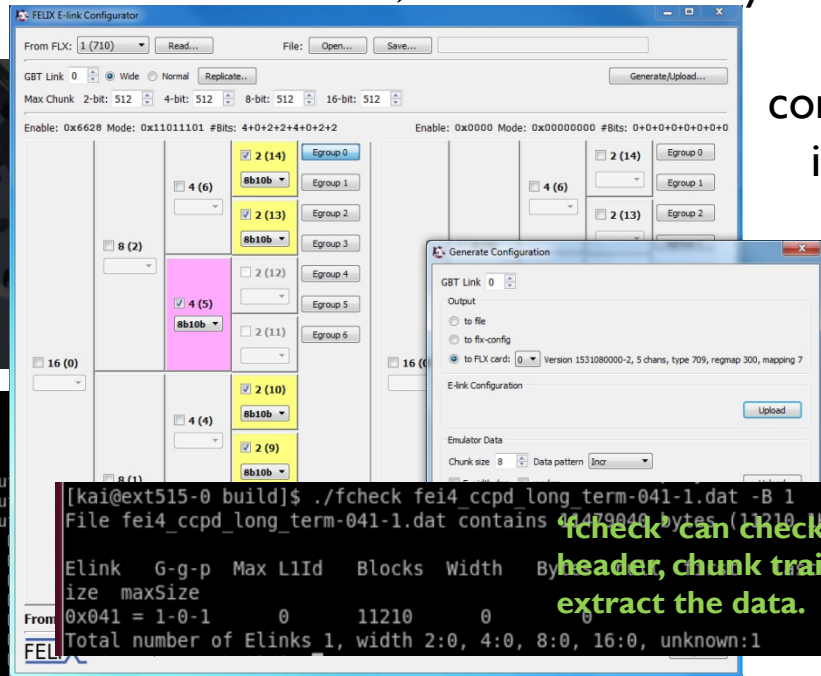 FELIX E-link Configurator
From FLX: 1 (710) Read... File: Open... Save...
GBT Link 0 Wide Normal Replicate.. Generate/Upload...
Max Chunk 2-bit: 512 4-bit: 512 8-bit: 512 16-bit: 512
con
Enable: 0x6628 Mode: 0x11011101 #Bits: 4+0+2+2+4+0+2+2 Enable: 0x0000 Mode: 0x00000000 #Bits: 0+0+0+0+0+0+0
i
2 (14) Egroup 0 2 (14) Egroup 0
4 (6) 8b10b Egroup 1 4 (6) Egroup 1
2 (13) Egroup 2 2 (13) Egroup 2
8 (2) 8b10b Egroup 3
2 (12) Egroup 4
4 (5) Egroup 5
8b10b 2 (11) Egroup 6
16 (0) 16 (0
2 (10)
4 (4) 8b10b
2 (9)
8 (1) 8b10b
Generate Configuration
GBT Link 0
Output
to file
to flx-config
to FLX card: 0 Version 1531080000-2, 5 chans, type 709, regmap 300, mapping 7
E-link Configuration
Upload
Emulator Data
Chunk size 8 Data pattern Incr
[kai@ext515-0 build]$ ./fcheck fei4_ccpd_long_term-041-1.dat -B 1
File fei4_ccpd_long_term-041-1.dat contains 11479040 bytes (11210
Elink G-g-p Max L1Id Blocks Width
ize maxSize
0x041 = 1-0-1 0 11210 0 0
Total number of Elinks 1, width 2:0, 4:0, 8:0, 16:0, unknown:1
'fcheck' can check
header, chunk trai
extract the data.
From
FELIX